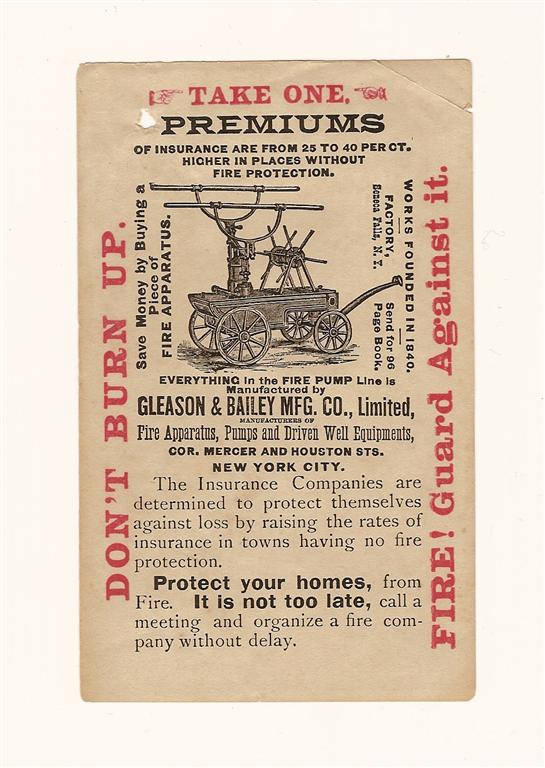 TAKE ONE.
PREMIUMS
OF INSURANCE ARE FROM 25 TO 40 PER CT.
HIGHER IN PLACES WITHOUT
FIRE PROTECTION.
DON'T BURN UP.
Save Money by Buying a
Piece of
FIRE APPARATUS.
WORKS FOUNDED IN 1840.
FACTORY,
Seneca Falls, N. Y.
Send for 96
Page Book.
FIRE! Guard Against it.
EVERYTHING in the FIRE PUMP Line is
Manufactured by
GLEASON & BAILEY MFG. CO., Limited,
MANUFACTURERS OF
Fire Apparatus, Pumps and Driven Well Equipments,
COR. MERCER AND HOUSTON STS.
NEW YORK CITY.
The Insurance Companies are
determined to protect themselves
against loss by raising the rates of
insurance in towns having no fire
protection.
Protect your homes, from
Fire. It is not too late, call a
meeting and organize a fire com-
pany without delay.